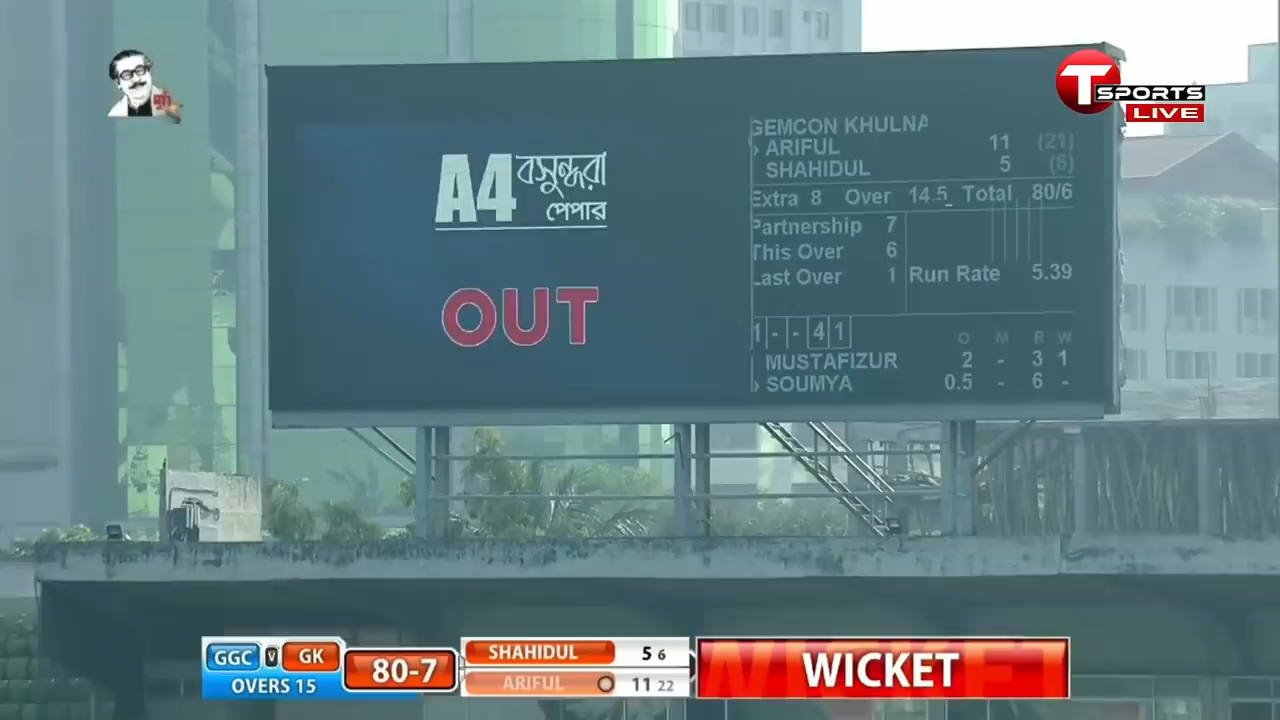 T SPORTS
LIVE
A4 বসুন্ধরা
পেপার
OUT
GEMCON KHULNA
› ARIFUL 11 (21)
SHAHIDUL 5 (6)
Extra 8 Over 14.5 Total 80/6
Partnership 7
This Over 6
Last Over 1 Run Rate 5.39
1 - - 4 1
O M R W
MUSTAFIZUR 2 - 3 1
› SOUMYA 0.5 - 6 -
GGC V GK
OVERS 15
80-7
SHAHIDUL 5 6
ARIFUL 11 22
WICKET